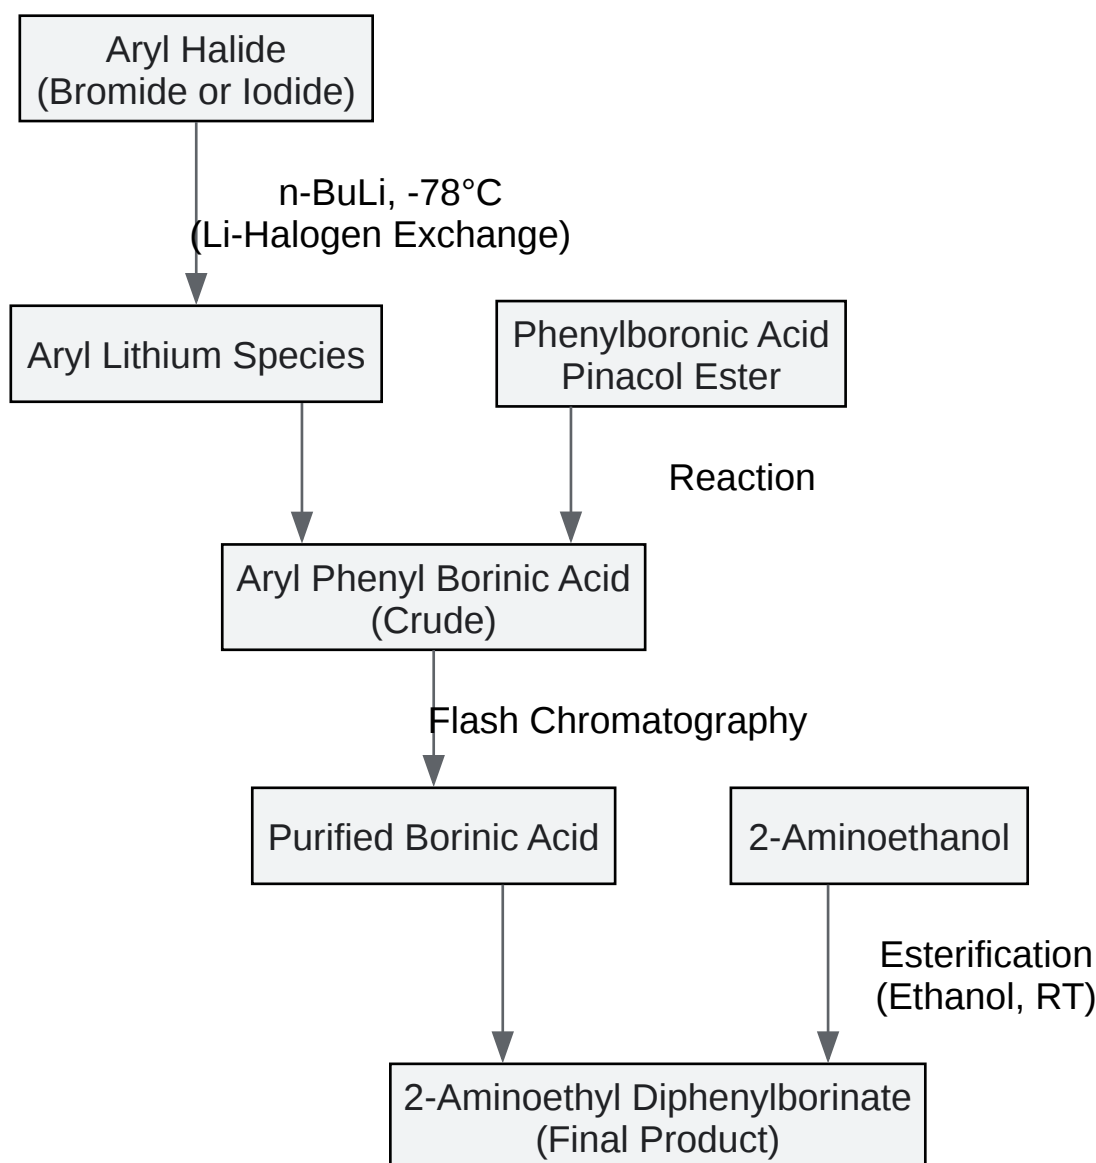 Aryl Halide
(Bromide or Iodide)
n-BuLi, -78°C
(Li-Halogen Exchange)
Aryl Lithium Species
Phenylboronic Acid
Pinacol Ester
Reaction
Aryl Phenyl Borinic Acid
(Crude)
Flash Chromatography
Purified Borinic Acid
2-Aminoethanol
Esterification
(Ethanol, RT)
2-Aminoethyl Diphenylborinate
(Final Product)